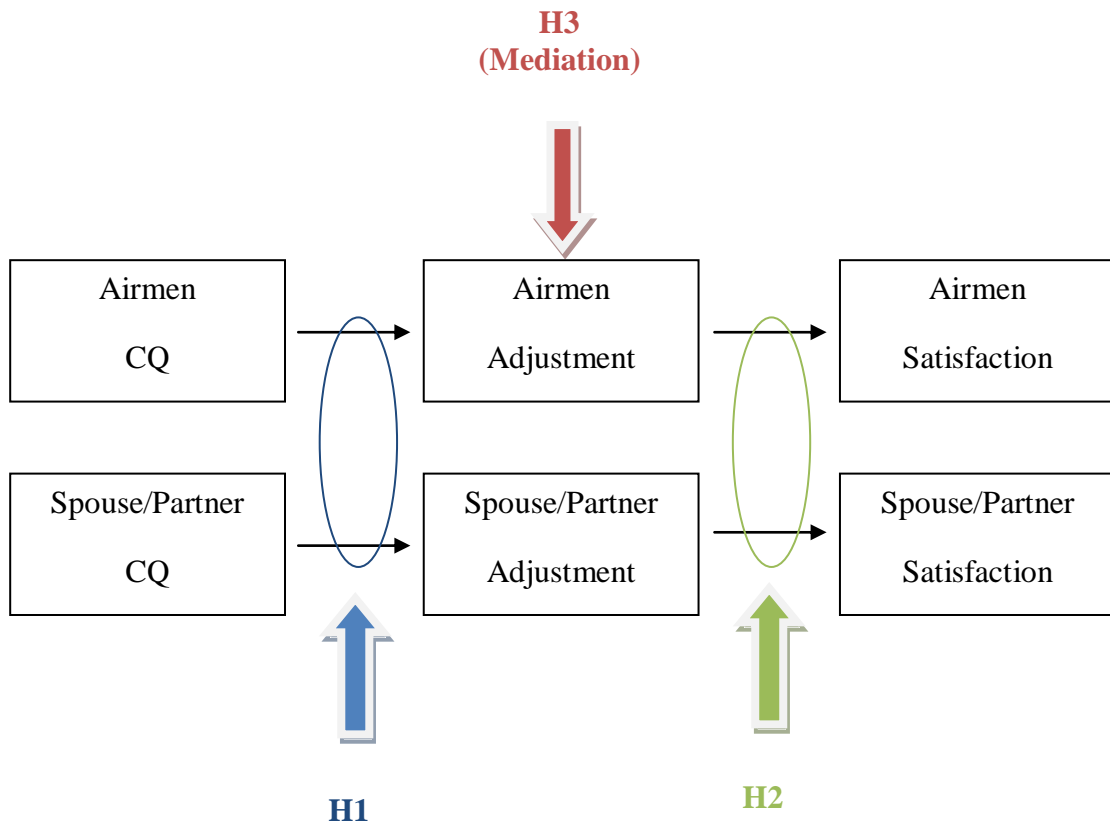 H3
(Mediation)
Airmen
CQ
Airmen
Adjustment
Airmen
Satisfaction
Spouse/Partner
CQ
Spouse/Partner
Adjustment
Spouse/Partner
Satisfaction
H1
H2